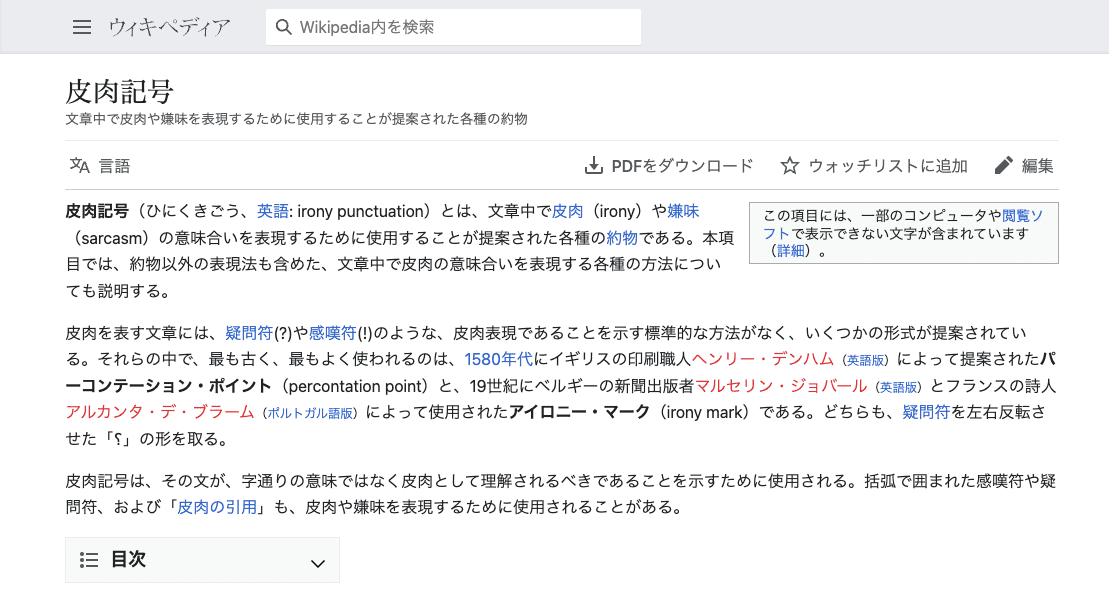 ウィキペディア
Wikipedia内を検索
皮肉記号
文章中で皮肉や嫌味を表現するために使用することが提案された各種の約物
言語
PDFをダウンロード
ウォッチリストに追加
編集
皮肉記号（ひにくきごう、英語: irony punctuation）とは、文章中で皮肉（irony）や嫌味
（sarcasm）の意味合いを表現するために使用することが提案された各種の約物である。本項
目では、約物以外の表現法も含めた、文章中で皮肉の意味合いを表現する各種の方法につい
ても説明する。
この項目には、一部のコンピュータや閲覧ソ
フトで表示できない文字が含まれています
（詳細）。
皮肉を表す文章には、疑問符(?)や感嘆符(!)のような、皮肉表現であることを示す標準的な方法がなく、いくつかの形式が提案されてい
る。それらの中で、最も古く、最もよく使われるのは、1580年代にイギリスの印刷職人ヘンリー・デンハム（英語版）によって提案されたパ
ーコンテーション・ポイント（percontation point）と、19世紀にベルギーの新聞出版者マルセリン・ジョバール（英語版）とフランスの詩人
アルカンタ・デ・ブラーム（ポルトガル語版）によって使用されたアイロニー・マーク（irony mark）である。どちらも、疑問符を左右反転さ
せた「⸮」の形を取る。
皮肉記号は、その文が、字通りの意味ではなく皮肉として理解されるべきであることを示すために使用される。括弧で囲まれた感嘆符や疑
問符、および「皮肉の引用」も、皮肉や嫌味を表現するために使用されることがある。
目次